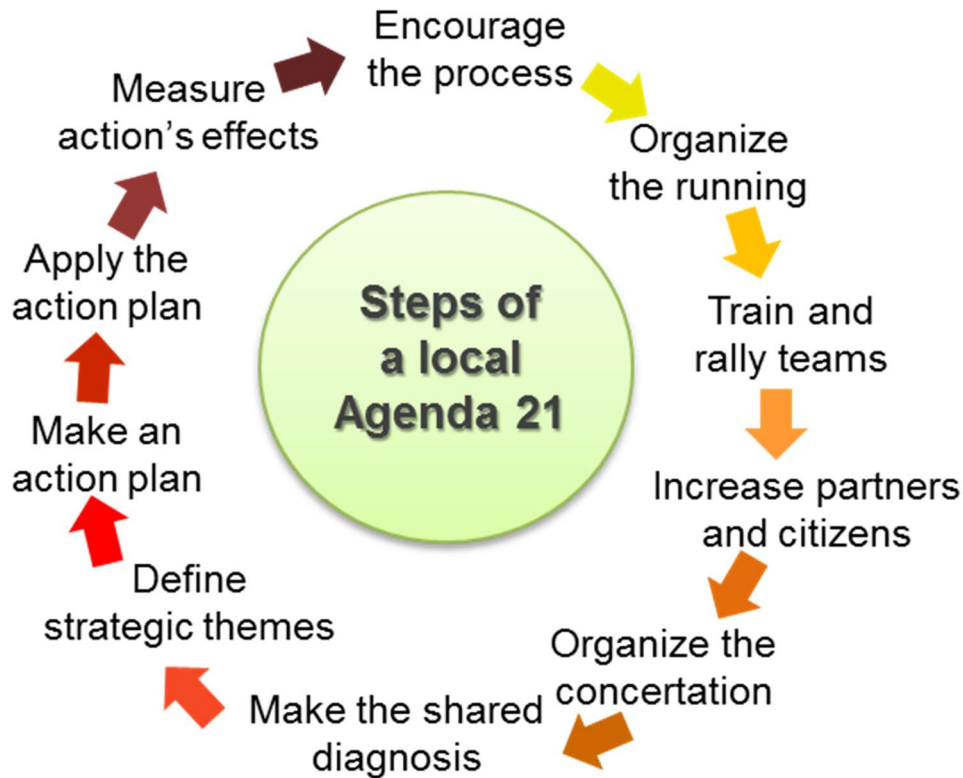 Encourage
the process
Organize
the running
Train and
rally teams
Increase partners
and citizens
Organize the
concertation
Make the shared
diagnosis
Define
strategic themes
Make an
action plan
Apply the
action plan
Measure
action's effects
Steps of
a local
Agenda 21